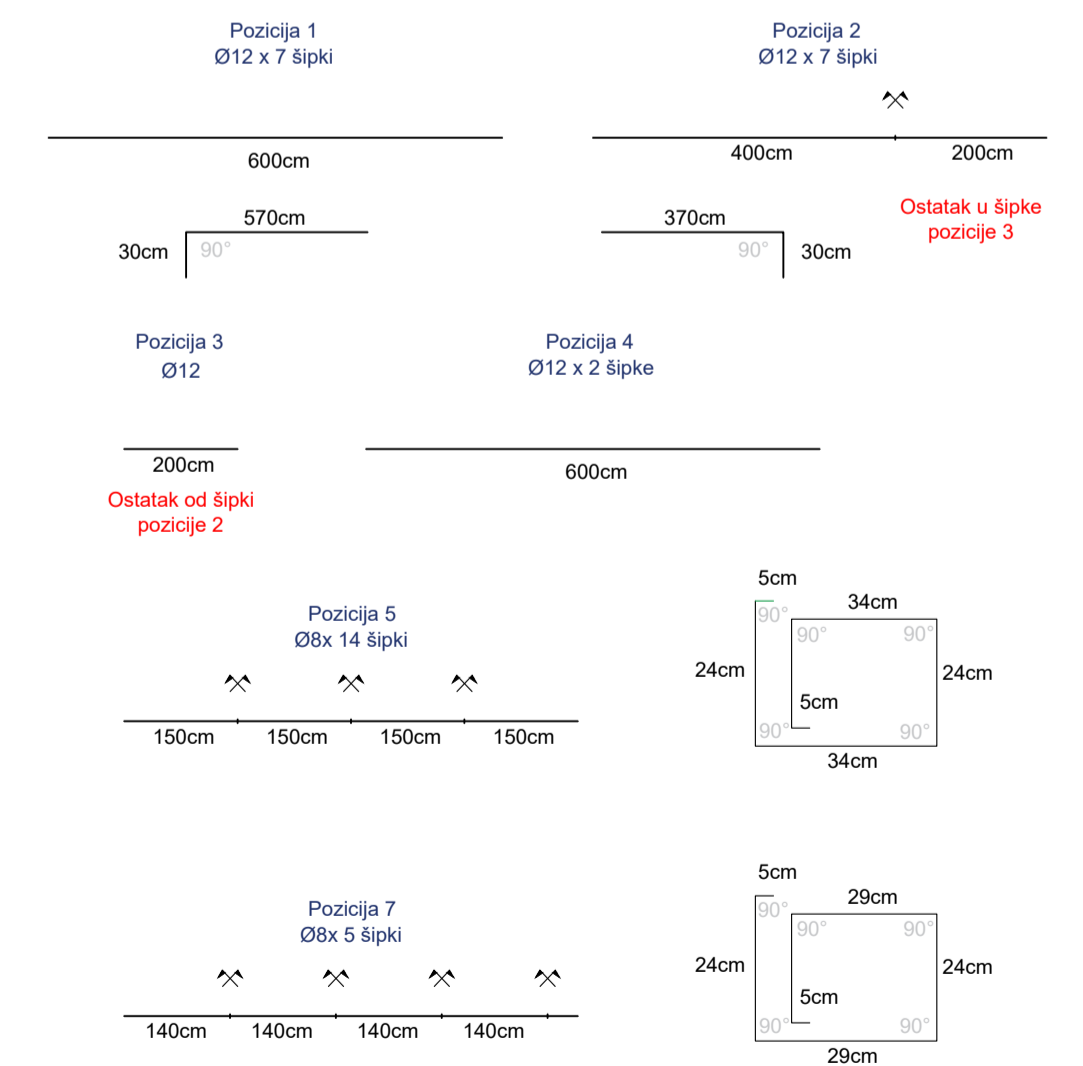 Pozicija 1
Ø12 x 7 šipki
600cm
570cm
30cm
90°
Pozicija 2
Ø12 x 7 šipki
400cm
200cm
Ostatak u šipke
pozicije 3
370cm
90°
30cm
Pozicija 3
Ø12
200cm
Ostatak od šipki
pozicije 2
Pozicija 4
Ø12 x 2 šipke
600cm
Pozicija 5
Ø8x 14 šipki
150cm
150cm
150cm
150cm
5cm
34cm
90°
90°
90°
24cm
24cm
5cm
90°
90°
34cm
Pozicija 7
Ø8x 5 šipki
140cm
140cm
140cm
140cm
5cm
29cm
90°
90°
90°
24cm
24cm
5cm
90°
90°
29cm